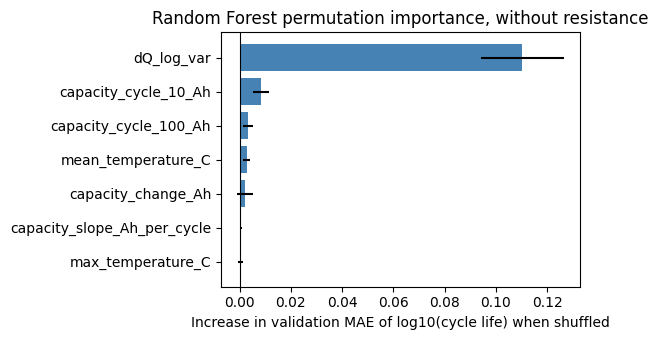 Random Forest permutation importance, without resistance
dQ_log_var
capacity_cycle_10_Ah
capacity_cycle_100_Ah
mean_temperature_C
capacity_change_Ah
capacity_slope_Ah_per_cycle
max_temperature_C
0.00 0.02 0.04 0.06 0.08 0.10 0.12
Increase in validation MAE of log10(cycle life) when shuffled